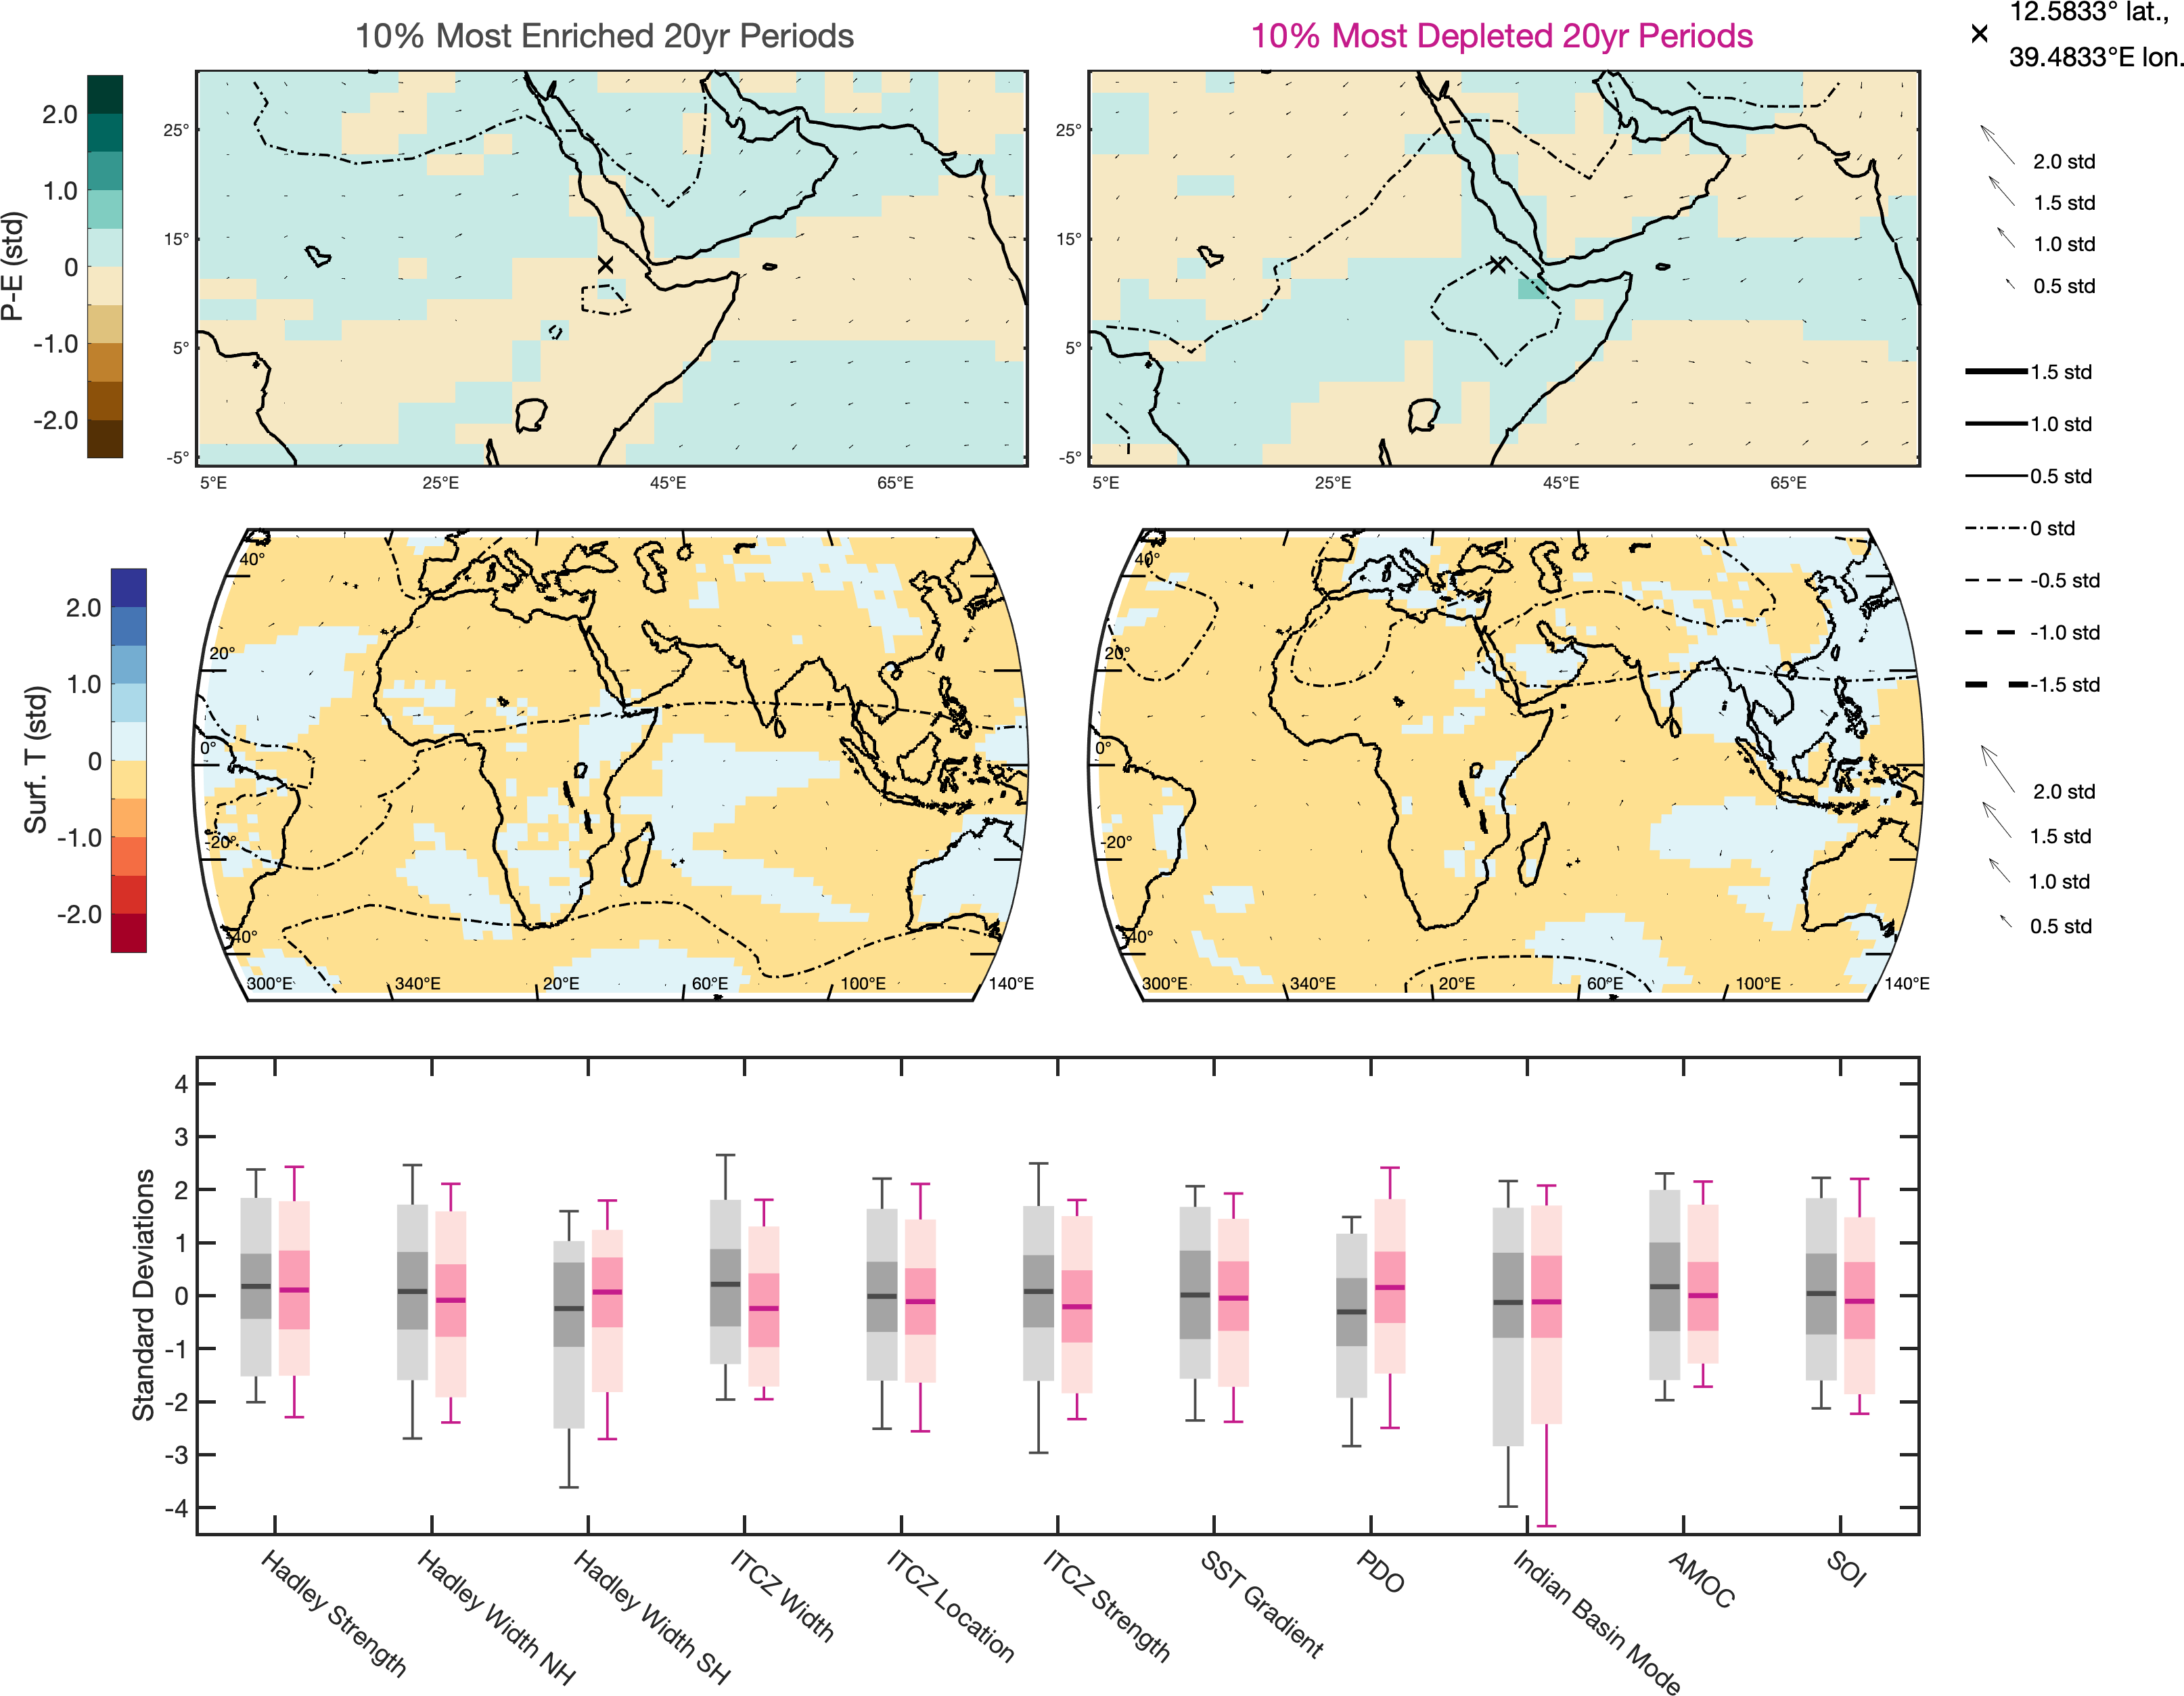 10% Most Enriched 20yr Periods
10% Most Depleted 20yr Periods
12.5833° lat.,
39.4833°E lon.
P-E (std)
2.0
1.0
0
-1.0
-2.0
25°
15°
5°
-5°
5°E
25°E
45°E
65°E
25°
15°
5°
-5°
5°E
25°E
45°E
65°E
2.0 std
1.5 std
1.0 std
0.5 std
1.5 std
1.0 std
0.5 std
0 std
-0.5 std
-1.0 std
-1.5 std
Surf. T (std)
2.0
1.0
0
-1.0
-2.0
40°
20°
0°
-20°
-40°
300°E
340°E
20°E
60°E
100°E
140°E
40°
20°
0°
-20°
-40°
300°E
340°E
20°E
60°E
100°E
140°E
2.0 std
1.5 std
1.0 std
0.5 std
Standard Deviations
4
3
2
1
0
-1
-2
-3
-4
Hadley Strength
Hadley Width NH
Hadley Width SH
ITCZ Width
ITCZ Location
ITCZ Strength
SST Gradient
PDO
Indian Basin Mode
AMOC
SOI